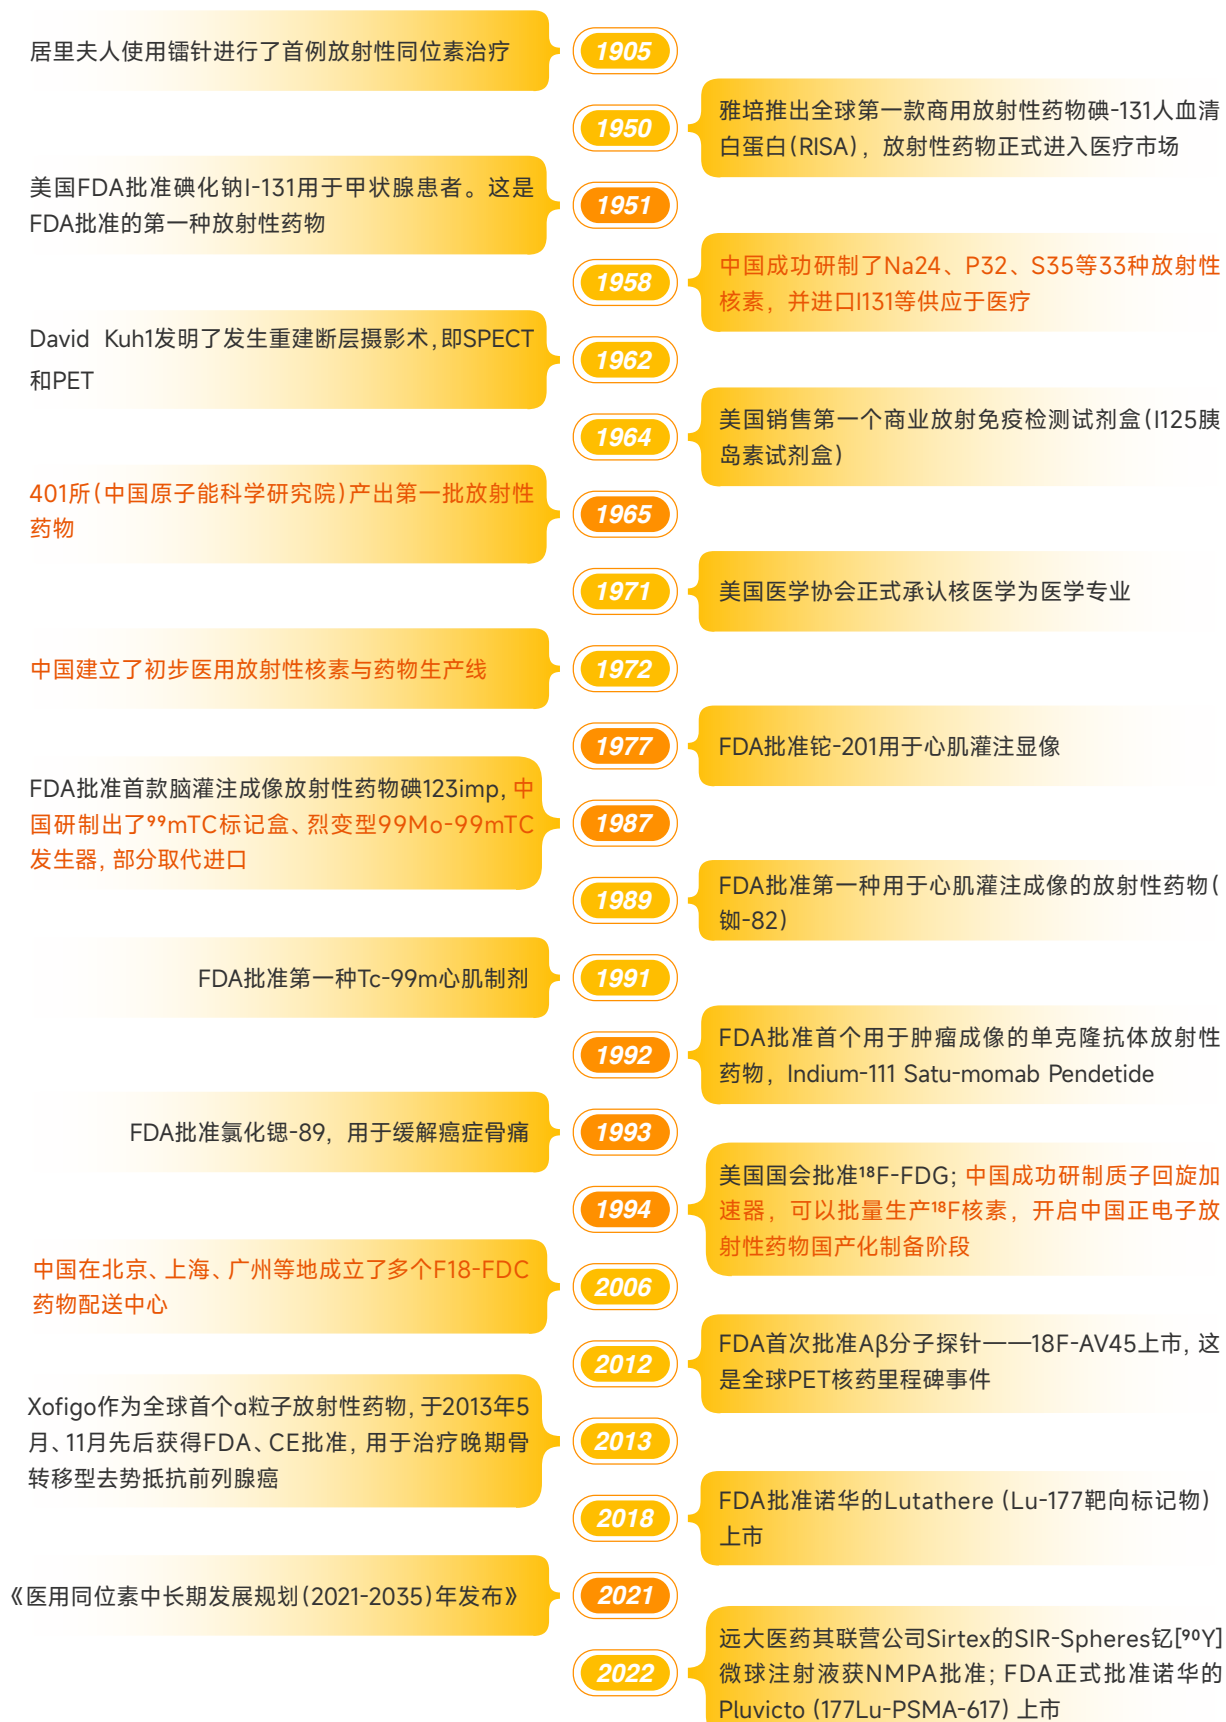 居里夫人使用镭针进行了首例放射性同位素治疗
1905
1950
雅培推出全球第一款商用放射性药物碘-131人血清
白蛋白(RISA)，放射性药物正式进入医疗市场
美国FDA批准碘化钠I-131用于甲状腺患者。这是
FDA批准的第一种放射性药物
1951
1958
中国成功研制了Na24、P32、S35等33种放射性
核素，并进口I131等供应于医疗
David Kuh1发明了发生重建断层摄影术,即SPECT
和PET
1962
1964
美国销售第一个商业放射免疫检测试剂盒(I125胰
岛素试剂盒)
401所(中国原子能科学研究院)产出第一批放射性
药物
1965
1971
美国医学协会正式承认核医学为医学专业
中国建立了初步医用放射性核素与药物生产线
1972
1977
FDA批准铊-201用于心肌灌注显像
FDA批准首款脑灌注成像放射性药物碘123imp, 中
国研制出了⁹⁹mTC标记盒、烈变型99Mo-99mTC
发生器, 部分取代进口
1987
1989
FDA批准第一种用于心肌灌注成像的放射性药物(
铷-82)
FDA批准第一种Tc-99m心肌制剂
1991
1992
FDA批准首个用于肿瘤成像的单克隆抗体放射性
药物，Indium-111 Satu-momab Pendetide
FDA批准氯化锶-89，用于缓解癌症骨痛
1993
1994
美国国会批准¹⁸F-FDG; 中国成功研制质子回旋加
速器，可以批量生产¹⁸F核素，开启中国正电子放
射性药物国产化制备阶段
中国在北京、上海、广州等地成立了多个F18-FDC
药物配送中心
2006
2012
FDA首次批准Aβ分子探针——18F-AV45上市, 这
是全球PET核药里程碑事件
Xofigo作为全球首个α粒子放射性药物, 于2013年5
月、11月先后获得FDA、CE批准，用于治疗晚期骨
转移型去势抵抗前列腺癌
2013
2018
FDA批准诺华的Lutathere (Lu-177靶向标记物)
上市
《医用同位素中长期发展规划(2021-2035)年发布》
2021
2022
远大医药其联营公司Sirtex的SIR-Spheres钇[⁹⁰Y]
微球注射液获NMPA批准; FDA正式批准诺华的
Pluvicto (177Lu-PSMA-617) 上市